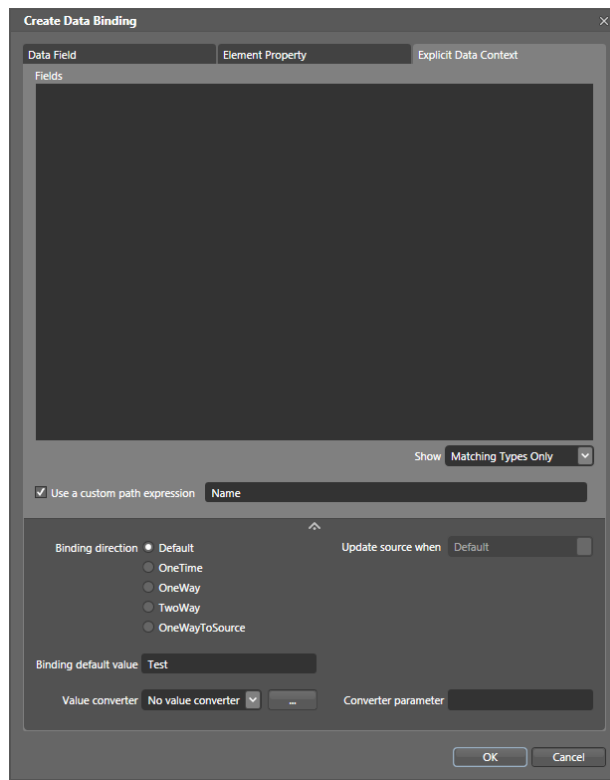 Create Data Binding
Data Field Element Property Explicit Data Context
Fields
Show Matching Types Only
Use a custom path expression Name
Binding direction Default Update source when Default
OneTime
OneWay
TwoWay
OneWayToSource
Binding default value Test
Value converter No value converter ... Converter parameter
OK Cancel